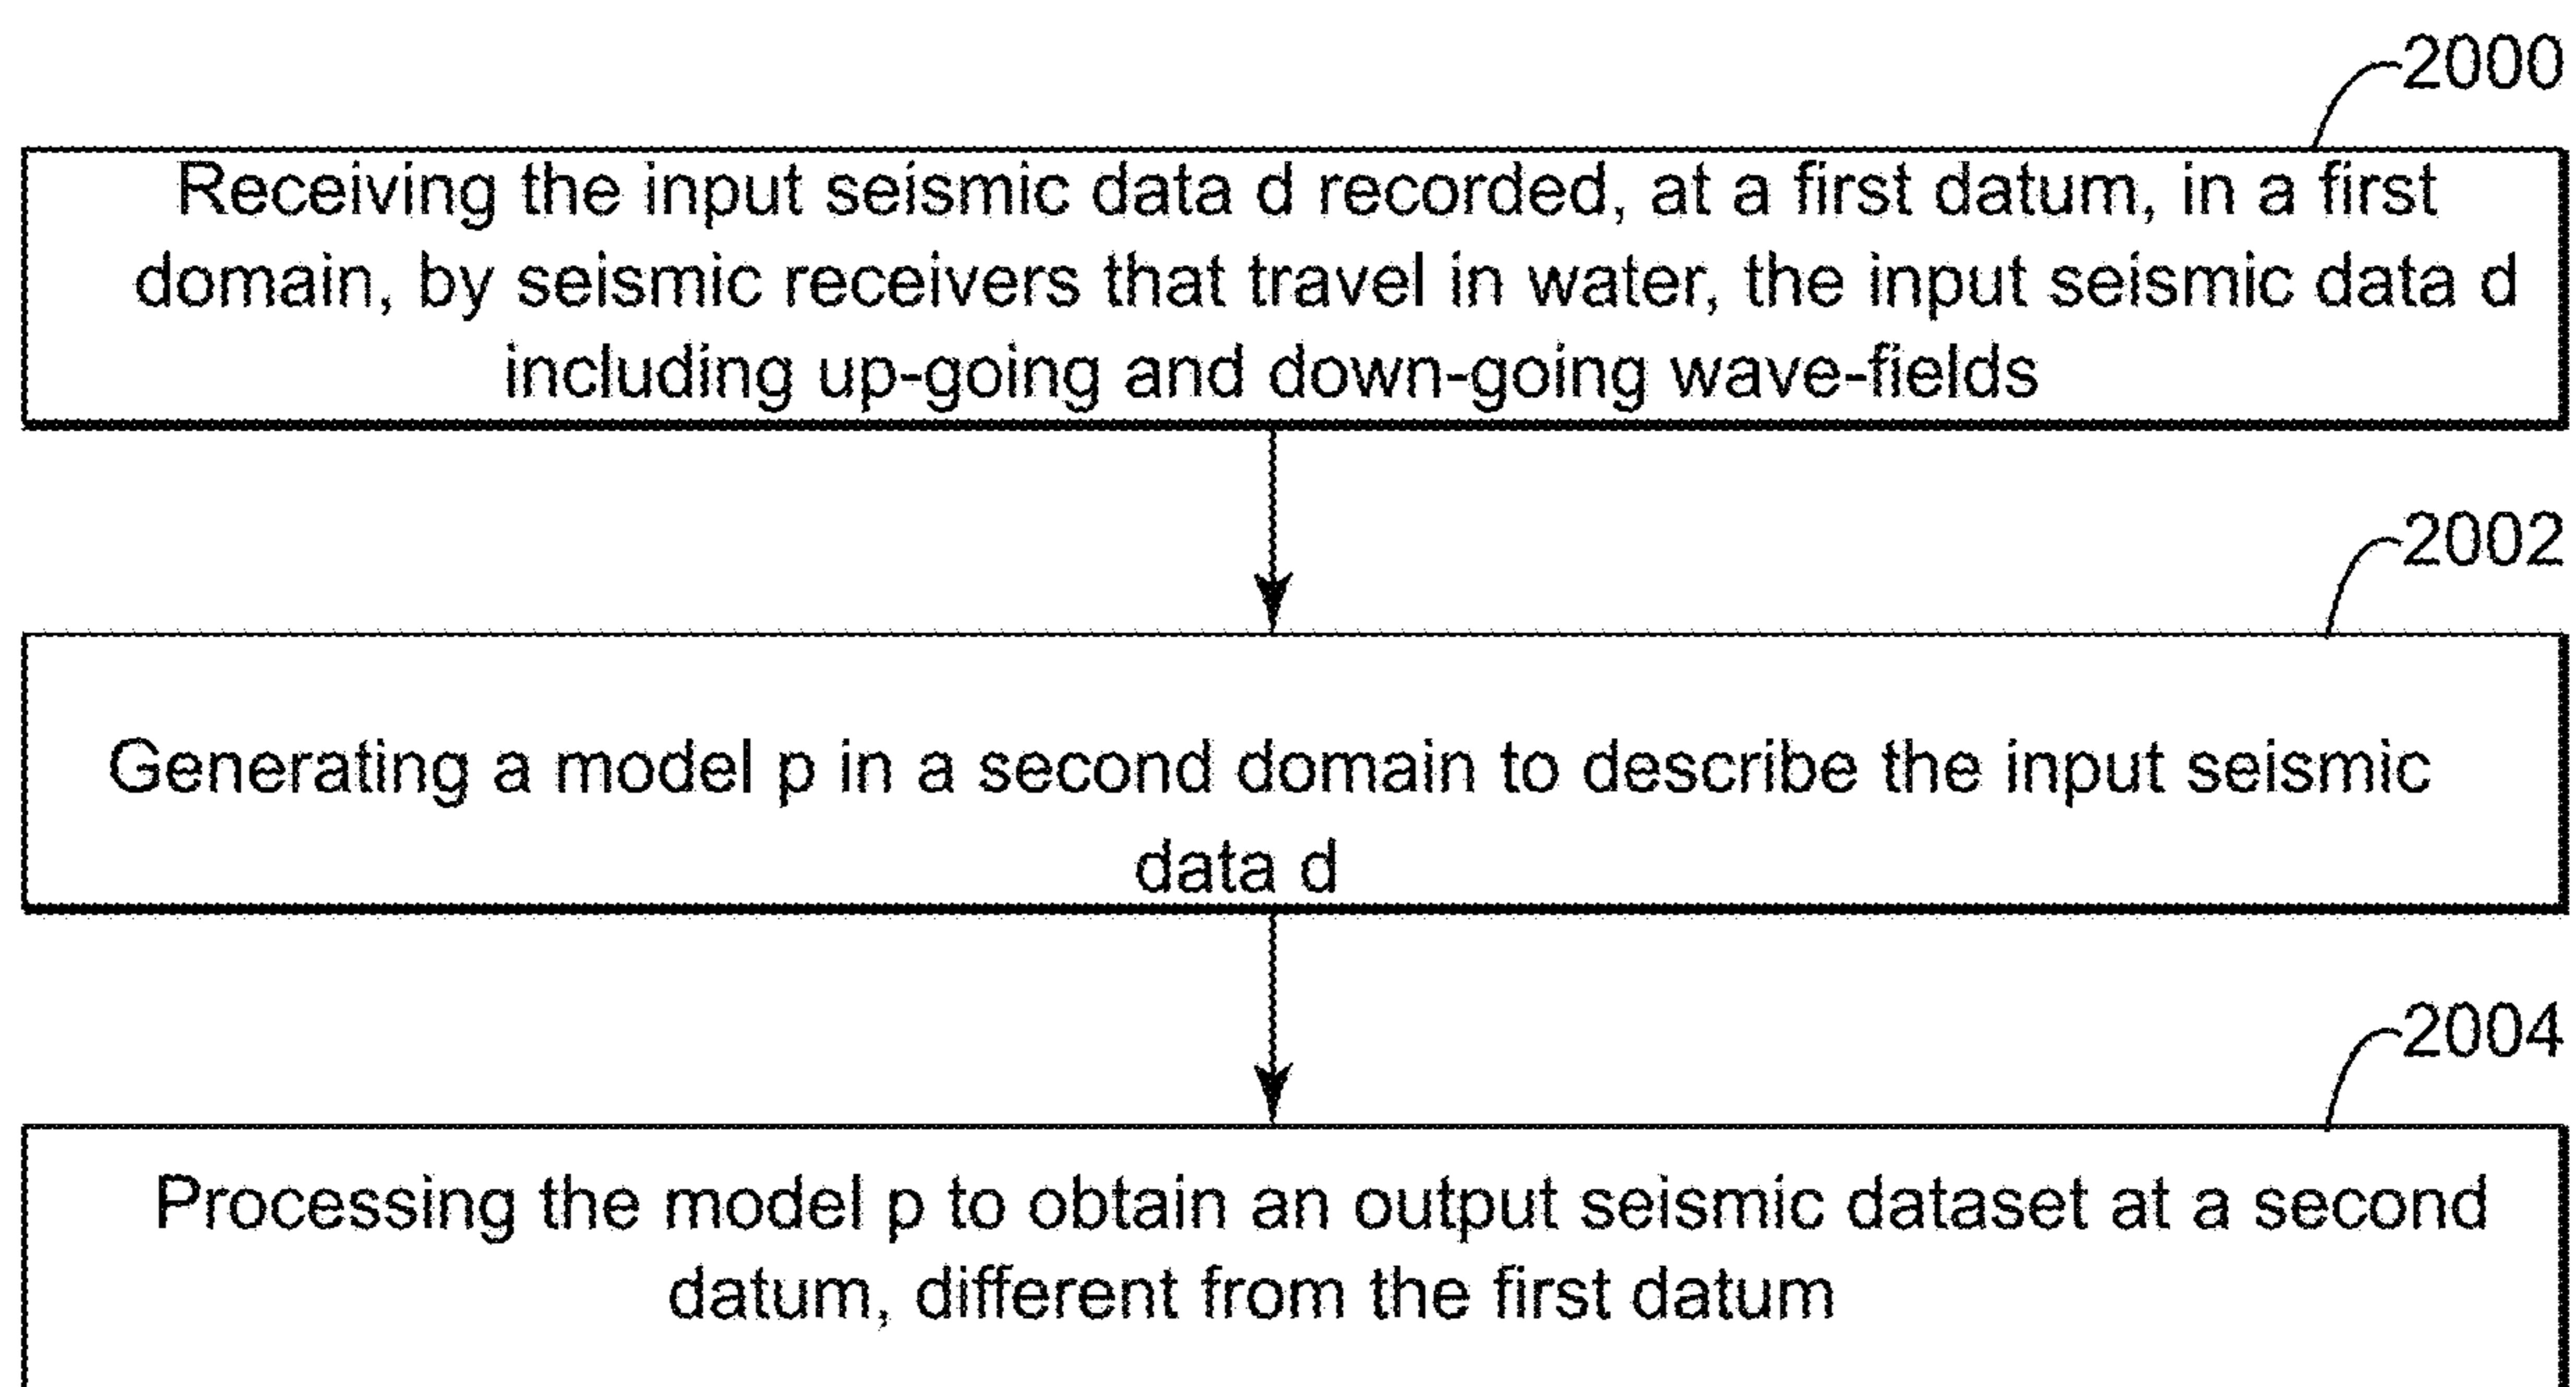 2000
Receiving the input seismic data d recorded, at a first datum, in a first
domain, by seismic receivers that travel in water, the input seismic data d
including up-going and down-going wave-fields
2002
Generating a model p in a second domain to describe the input seismic
data d
2004
Processing the model p to obtain an output seismic dataset at a second
datum, different from the first datum